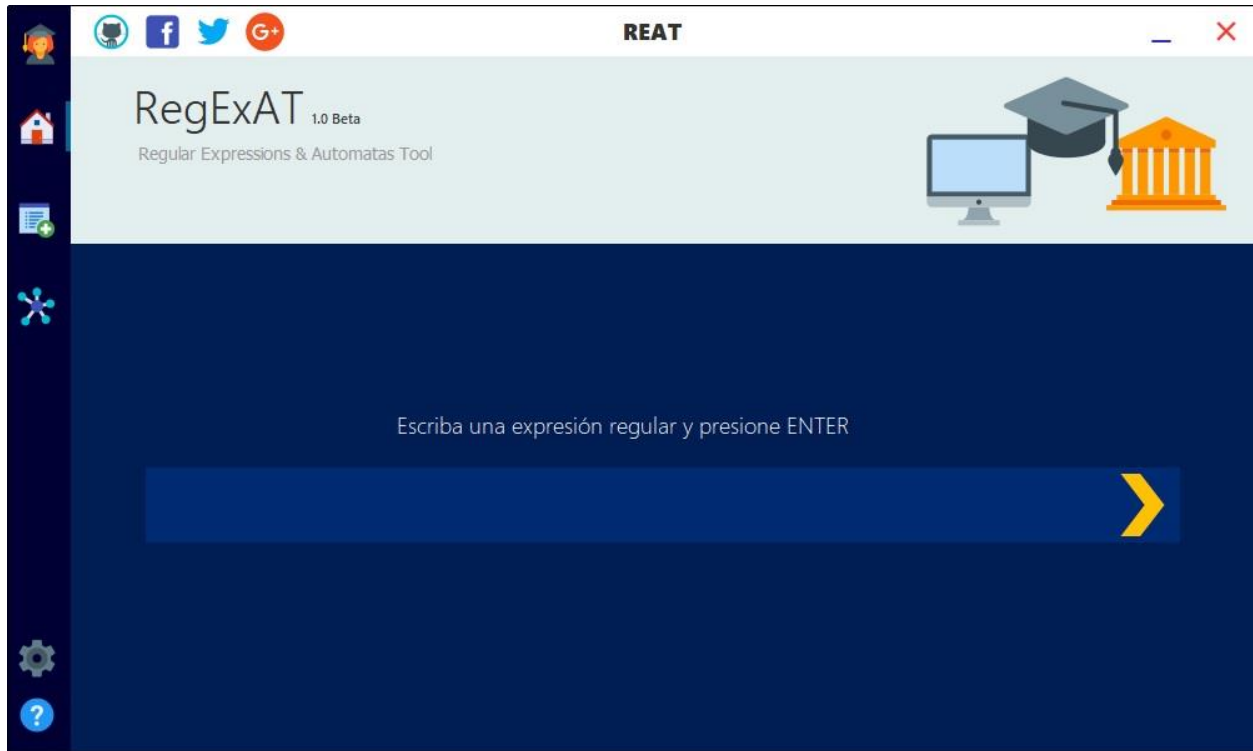 REAT
RegExAT 1.0 Beta
Regular Expressions & Automatas Tool
Escriba una expresión regular y presione ENTER